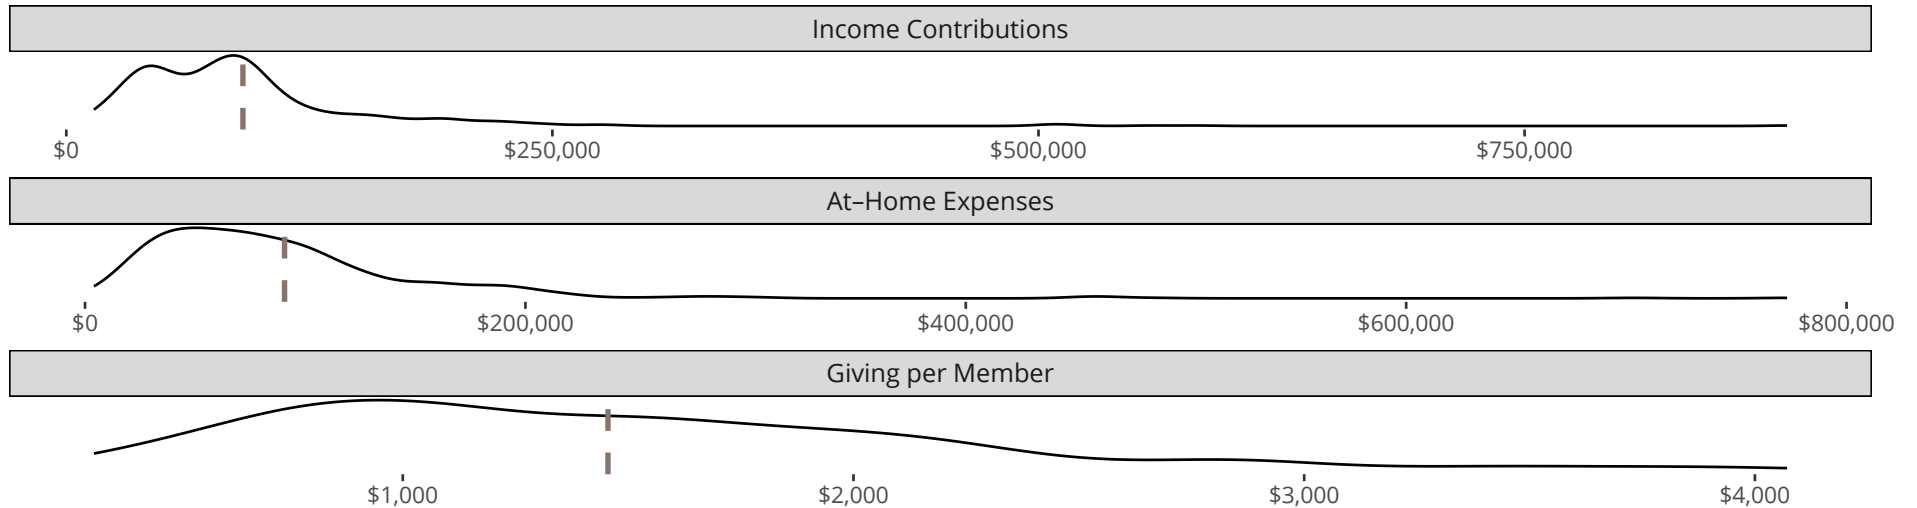 Income Contributions
$0 $250,000 $500,000 $750,000
At–Home Expenses
$0 $200,000 $400,000 $600,000 $800,000
Giving per Member
$1,000 $2,000 $3,000 $4,000